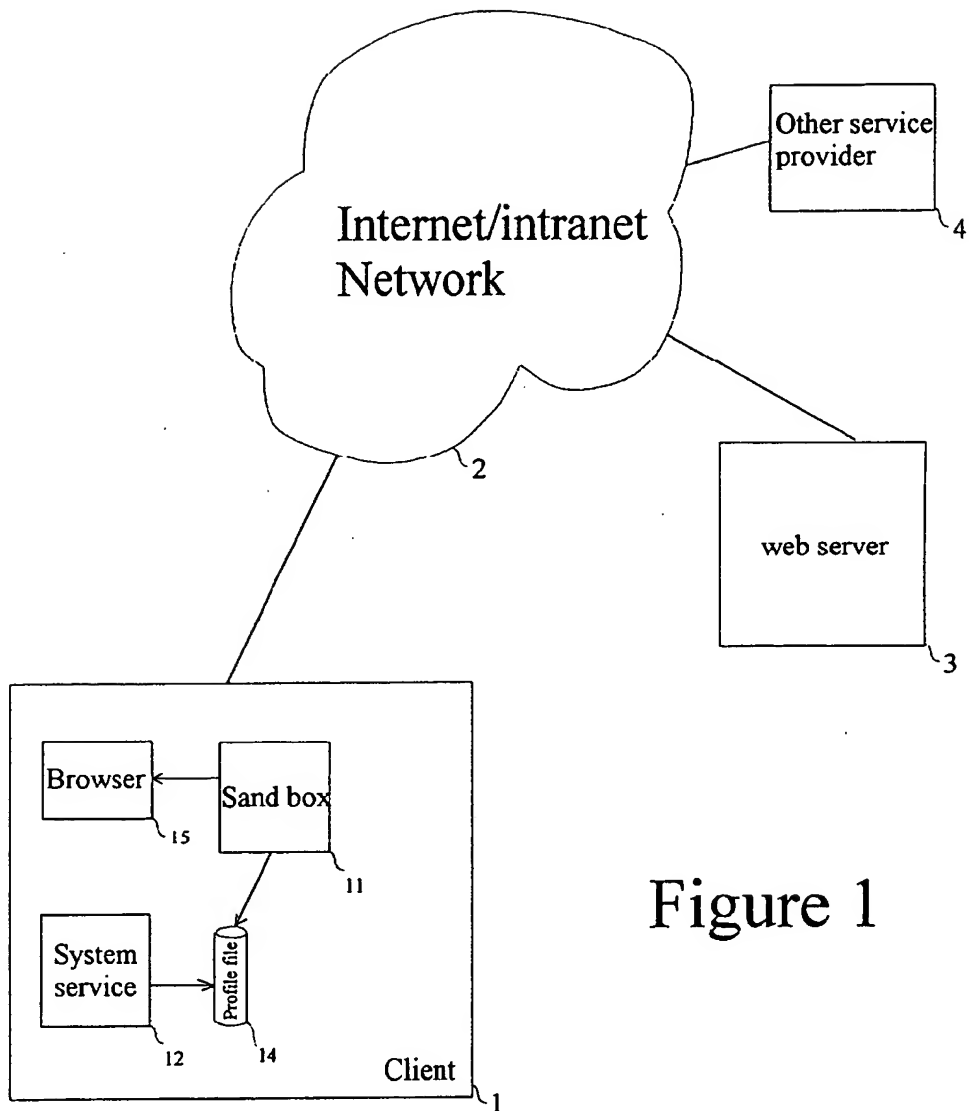 Other service
provider
4
Internet/intranet
Network
2
web server
3
Browser
15
Sand box
11
System
service
12
Profile file
14
Client
1
Figure 1